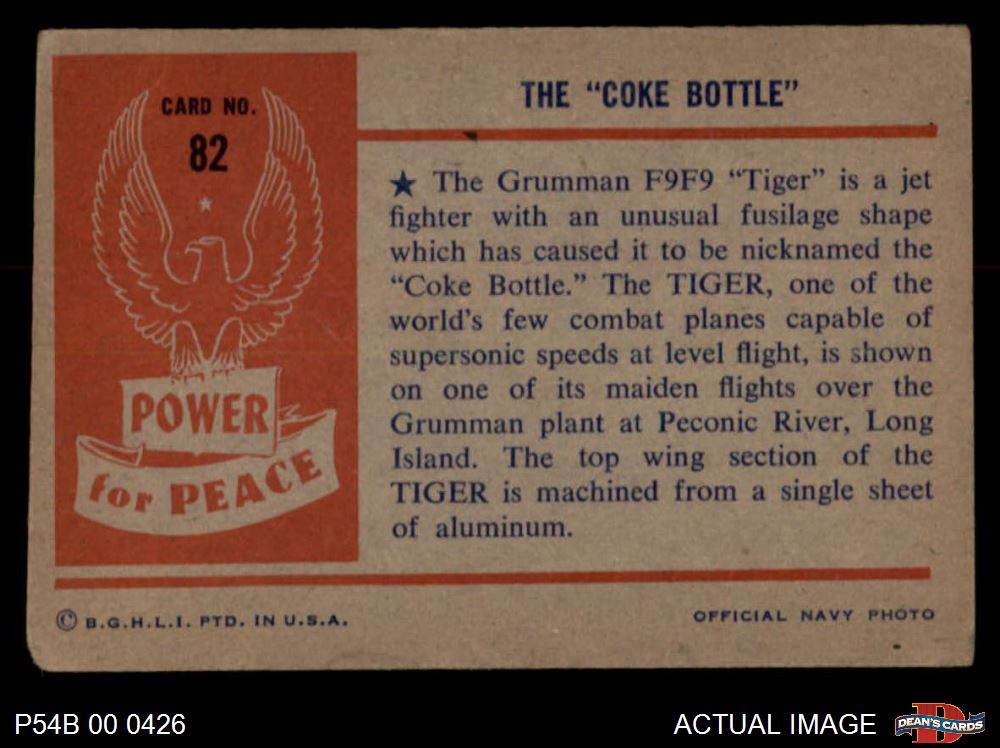 CARD NO.
82
POWER
for PEACE
THE “COKE BOTTLE”
★ The Grumman F9F9 “Tiger” is a jet
fighter with an unusual fusilage shape
which has caused it to be nicknamed the
“Coke Bottle.” The TIGER, one of the
world's few combat planes capable of
supersonic speeds at level flight, is shown
on one of its maiden flights over the
Grumman plant at Peconic River, Long
Island. The top wing section of the
TIGER is machined from a single sheet
of aluminum.
© B.G.H.L.I. PTD. IN U.S.A.
OFFICIAL NAVY PHOTO
P54B 00 0426
ACTUAL IMAGE
D
DEAN'S CARDS